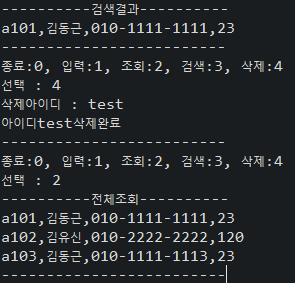 ----------검색결과----------
a101,김동근,010-1111-1111,23
-------------------------
종료:0, 입력:1, 조회:2, 검색:3, 삭제:4
선택 : 4
삭제아이디 : test
아이디test삭제완료
-------------------------
종료:0, 입력:1, 조회:2, 검색:3, 삭제:4
선택 : 2
----------전체조회----------
a101,김동근,010-1111-1111,23
a102,김유신,010-2222-2222,120
a103,김동근,010-1111-1113,23
-------------------------